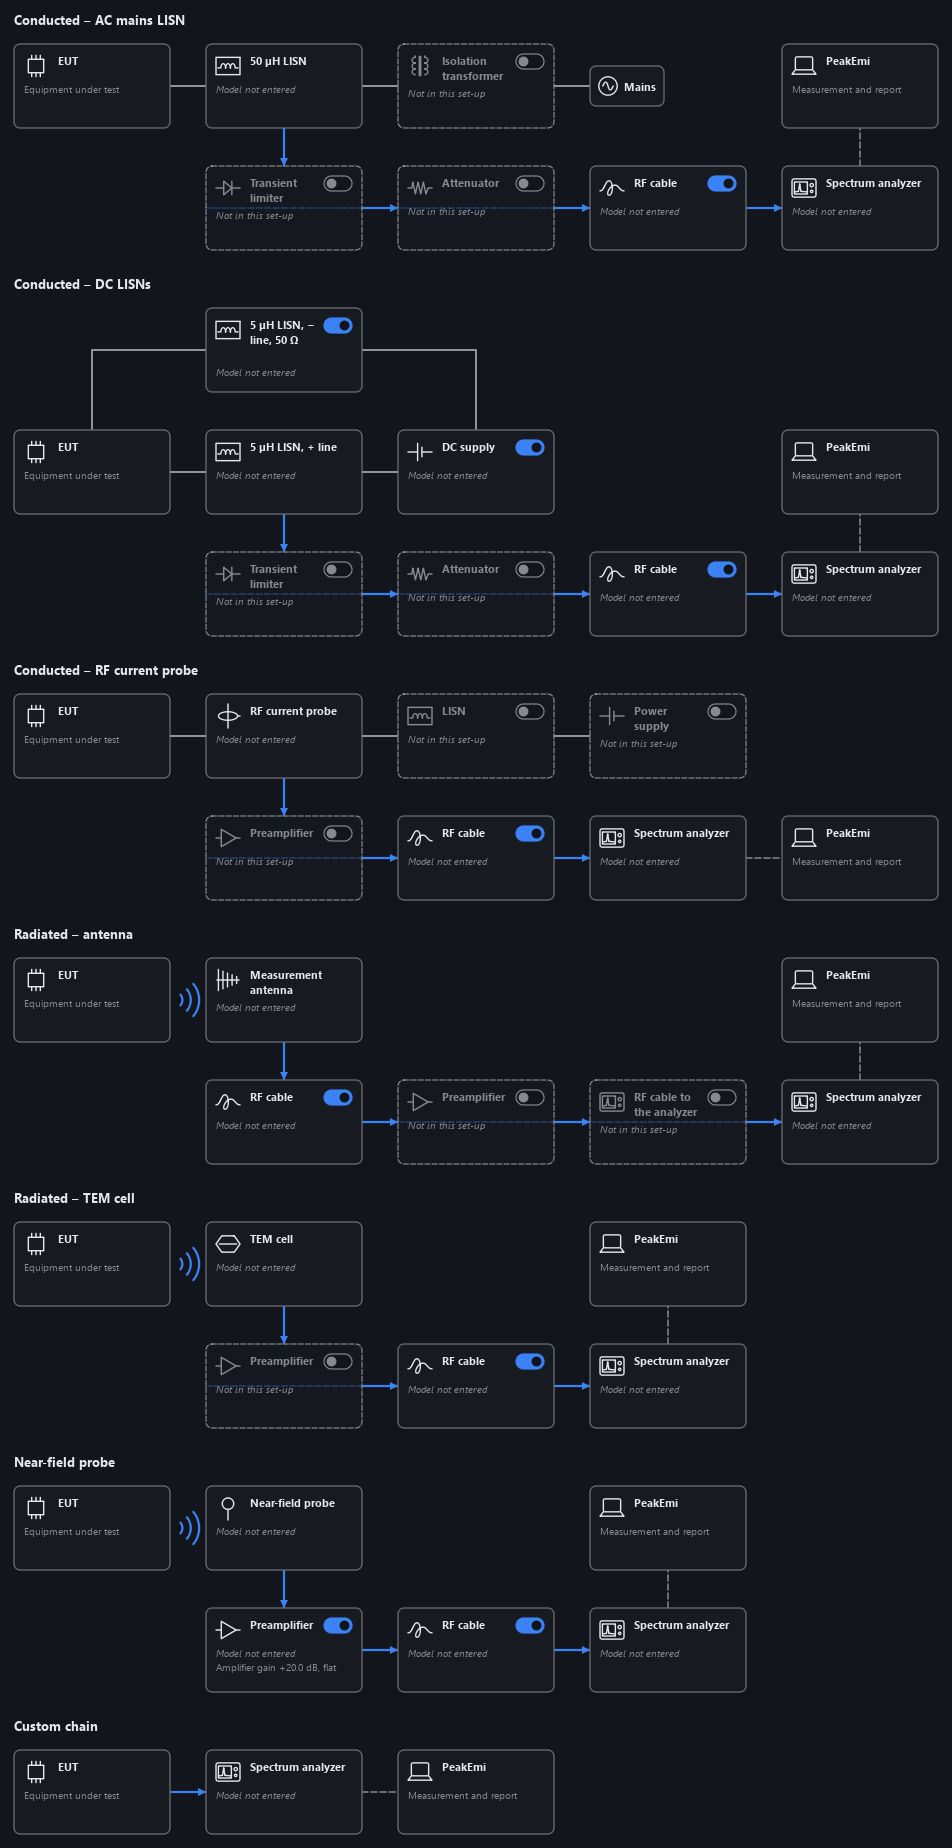 Conducted – AC mains LISN
EUT
Equipment under test
50 µH LISN
Model not entered
Isolation
transformer
Not in this set-up
Mains
PeakEmi
Measurement and report
Transient
limiter
Not in this set-up
Attenuator
Not in this set-up
RF cable
Model not entered
Spectrum analyzer
Model not entered
Conducted – DC LISNs
5 µH LISN, –
line, 50 Ω
Model not entered
EUT
Equipment under test
5 µH LISN, + line
Model not entered
DC supply
Model not entered
PeakEmi
Measurement and report
Transient
limiter
Not in this set-up
Attenuator
Not in this set-up
RF cable
Model not entered
Spectrum analyzer
Model not entered
Conducted – RF current probe
EUT
Equipment under test
RF current probe
Model not entered
LISN
Not in this set-up
Power
supply
Not in this set-up
Preamplifier
Not in this set-up
RF cable
Model not entered
Spectrum analyzer
Model not entered
PeakEmi
Measurement and report
Radiated – antenna
EUT
Equipment under test
Measurement
antenna
Model not entered
PeakEmi
Measurement and report
RF cable
Model not entered
Preamplifier
Not in this set-up
RF cable to
the analyzer
Not in this set-up
Spectrum analyzer
Model not entered
Radiated – TEM cell
EUT
Equipment under test
TEM cell
Model not entered
PeakEmi
Measurement and report
Preamplifier
Not in this set-up
RF cable
Model not entered
Spectrum analyzer
Model not entered
Near-field probe
EUT
Equipment under test
Near-field probe
Model not entered
PeakEmi
Measurement and report
Preamplifier
Model not entered
Amplifier gain +20.0 dB, flat
RF cable
Model not entered
Spectrum analyzer
Model not entered
Custom chain
EUT
Equipment under test
Spectrum analyzer
Model not entered
PeakEmi
Measurement and report